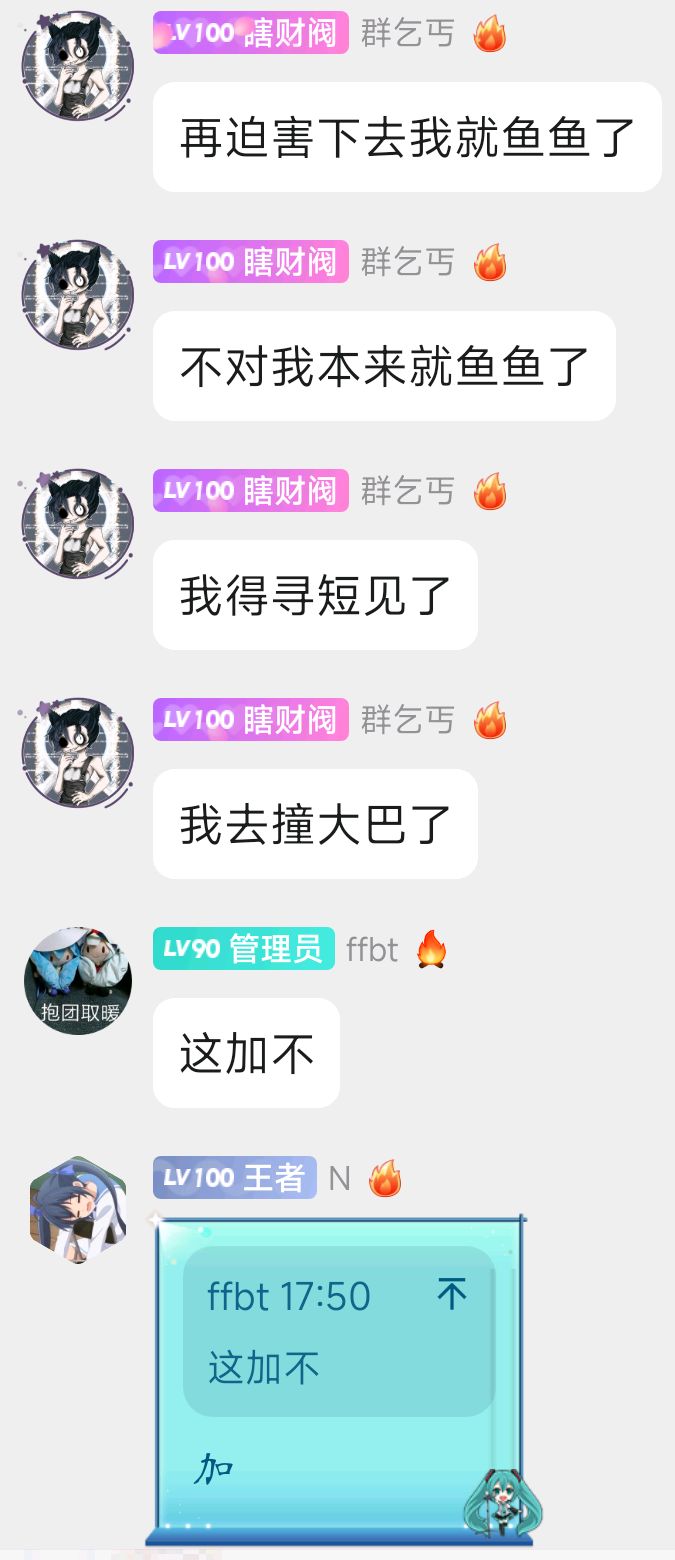 LV100 瞎财阀 群乞丐
再迫害下去我就鱼鱼了
LV100 瞎财阀 群乞丐
不对我本来就鱼鱼了
LV100 瞎财阀 群乞丐
我得寻短见了
LV100 瞎财阀 群乞丐
我去撞大巴了
LV90 管理员 ffbt
抱团取暖
这加不
LV100 王者 N
ffbt 17:50
这加不
加